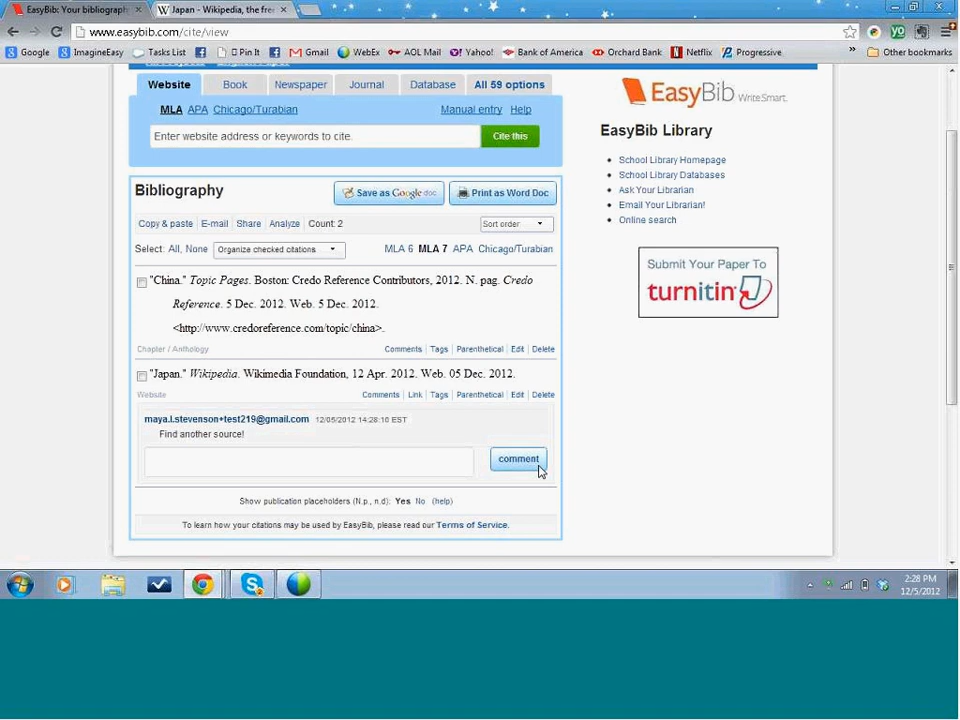 EasyBib: Your bibliograph
Japan - Wikipedia, the free
www.easybib.com/cite/view
Google ImagineEasy Tasks List Pin It Gmail WebEx AOL Mail Yahoo! Bank of America Orchard Bank Netflix Progressive » Other bookmarks
Website Book Newspaper Journal Database All 59 options
MLA APA Chicago/Turabian Manual entry Help
Enter website address or keywords to cite. Cite this
EasyBib WriteSmart.
EasyBib Library
School Library Homepage
School Library Databases
Ask Your Librarian
Email Your Librarian!
Online search
Submit Your Paper To
turnitin
Bibliography Save as Google doc Print as Word Doc
Copy & paste E-mail Share Analyze Count: 2 Sort order
Select: All, None Organize checked citations MLA 6 MLA 7 APA Chicago/Turabian
"China." Topic Pages. Boston: Credo Reference Contributors, 2012. N. pag. Credo
Reference. 5 Dec. 2012. Web. 5 Dec. 2012.
<http://www.credoreference.com/topic/china>.
Chapter / Anthology Comments Tags Parenthetical Edit Delete
"Japan." Wikipedia. Wikimedia Foundation, 12 Apr. 2012. Web. 05 Dec. 2012.
Website Comments Link Tags Parenthetical Edit Delete
maya.l.stevenson+test219@gmail.com 12/05/2012 14:28:10 EST
Find another source!
comment
Show publication placeholders (N.p., n.d): Yes No (help)
To learn how your citations may be used by EasyBib, please read our Terms of Service.
2:28 PM
12/5/2012